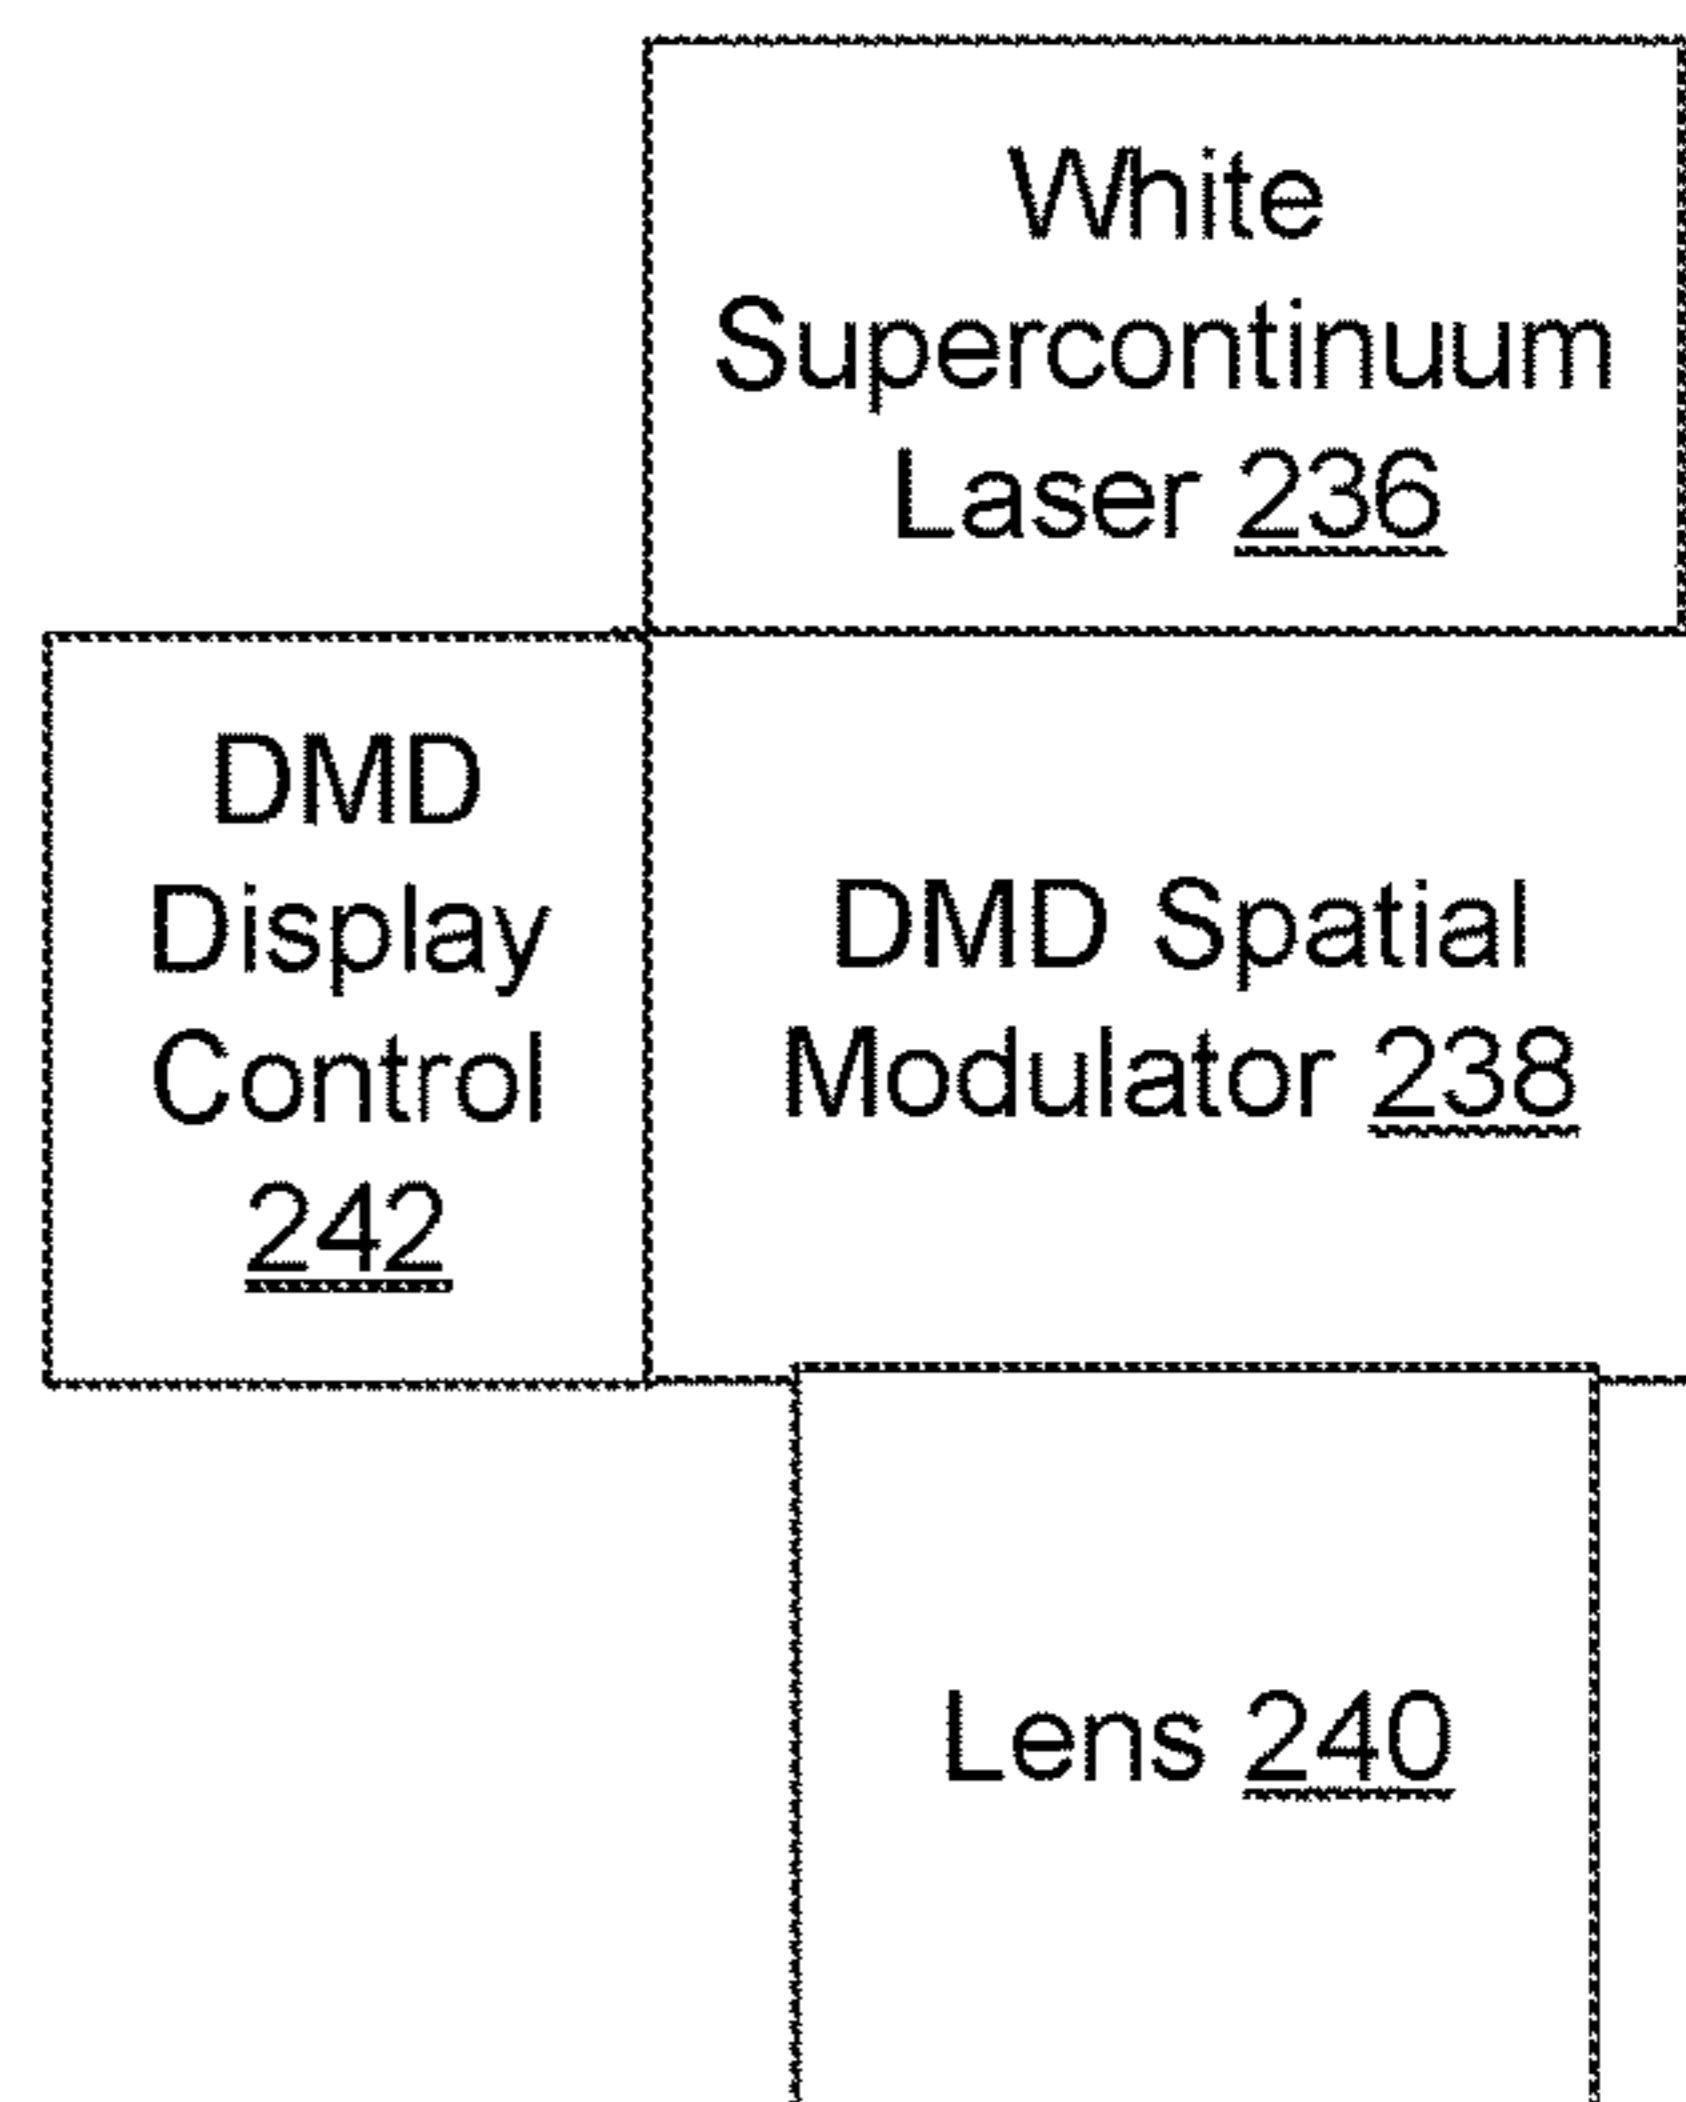 White
Supercontinuum
Laser 236
DMD
Display
Control
242
DMD Spatial
Modulator 238
Lens 240